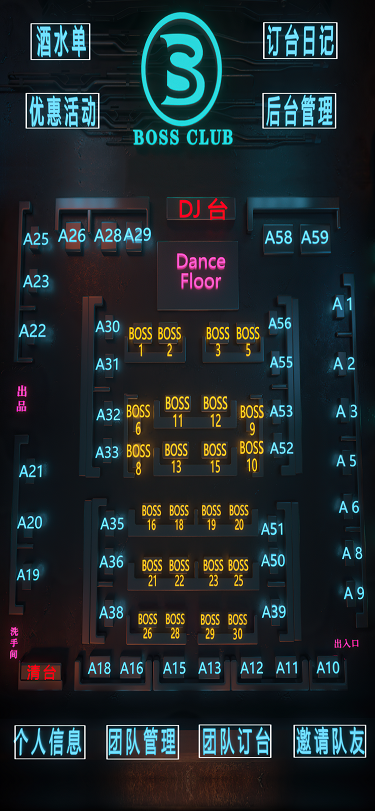 酒水单
订台日记
优惠活动
后台管理
BOSS CLUB
DJ 台
A25
A26
A28
A29
Dance
Floor
A58
A59
A23
A22
A 1
A30
BOSS
1
BOSS
2
BOSS
3
BOSS
5
A56
A31
A55
A 2
出品
A32
BOSS
6
BOSS
11
BOSS
12
BOSS
9
A53
A 3
A33
BOSS
8
BOSS
13
BOSS
15
BOSS
10
A52
A 5
A21
A20
A19
A35
BOSS
16
BOSS
18
BOSS
19
BOSS
20
A51
A 6
A36
BOSS
21
BOSS
22
BOSS
23
BOSS
25
A50
A 8
A38
BOSS
26
BOSS
28
BOSS
29
BOSS
30
A39
A 9
洗手间
出入口
清台
A18
A16
A15
A13
A12
A11
A10
个人信息
团队管理
团队订台
邀请队友